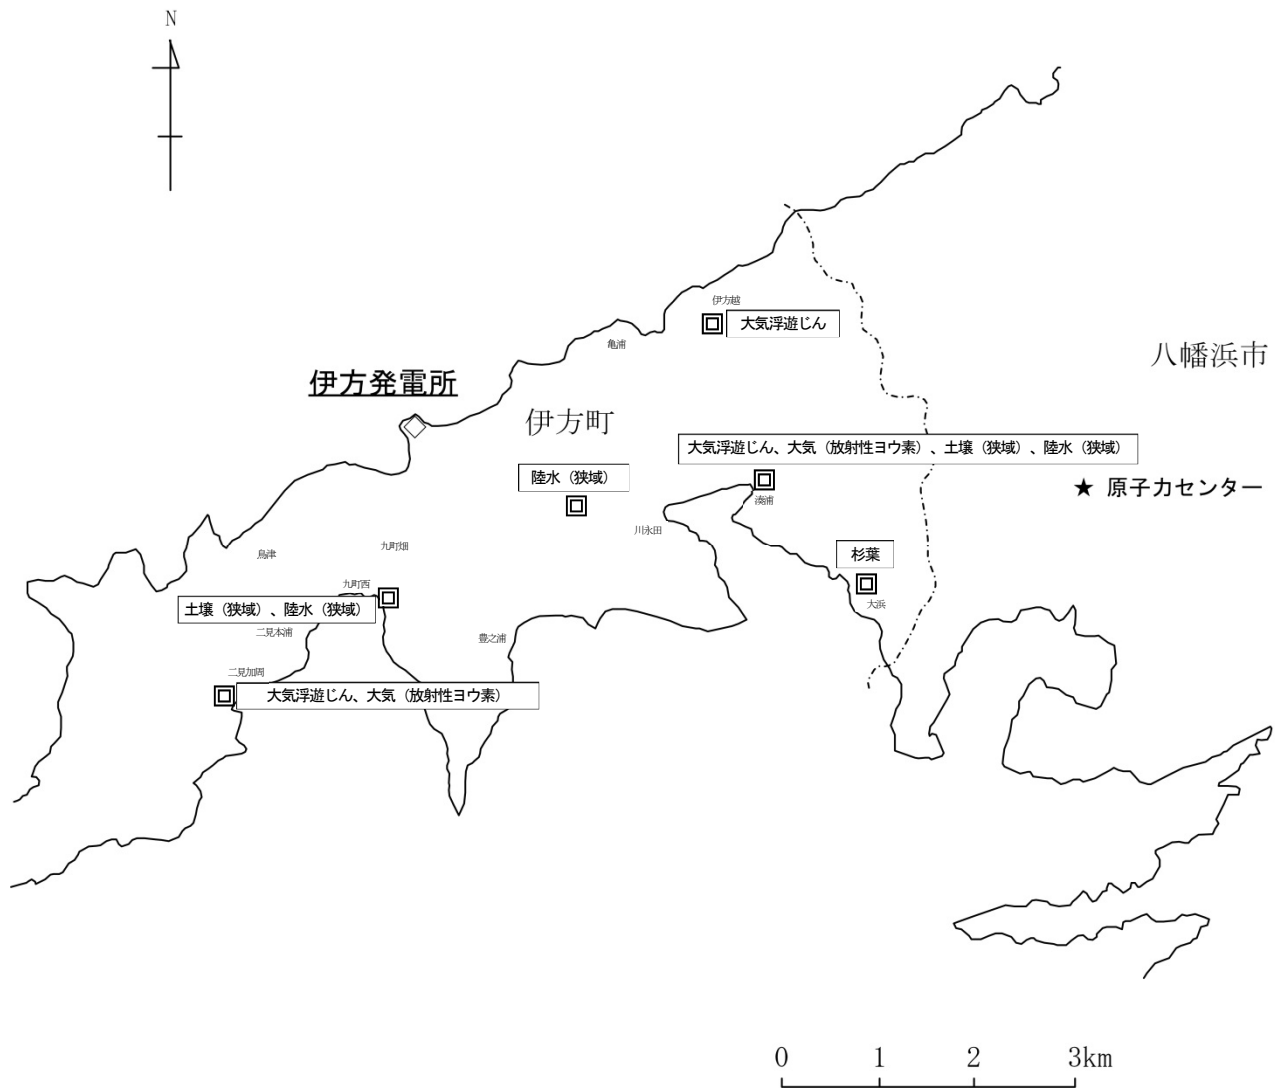 N
伊方越
大気浮遊じん
亀浦
八幡浜市
伊方発電所
伊方町
大気浮遊じん、大気（放射性ヨウ素）、土壌（狭域）、陸水（狭域）
陸水（狭域）
★ 原子力センター
湊浦
川永田
九町畑
鳥津
杉葉
九町西
大浜
土壌（狭域）、陸水（狭域）
二見本浦
豊之浦
二見加周
大気浮遊じん、大気（放射性ヨウ素）
0 1 2 3km